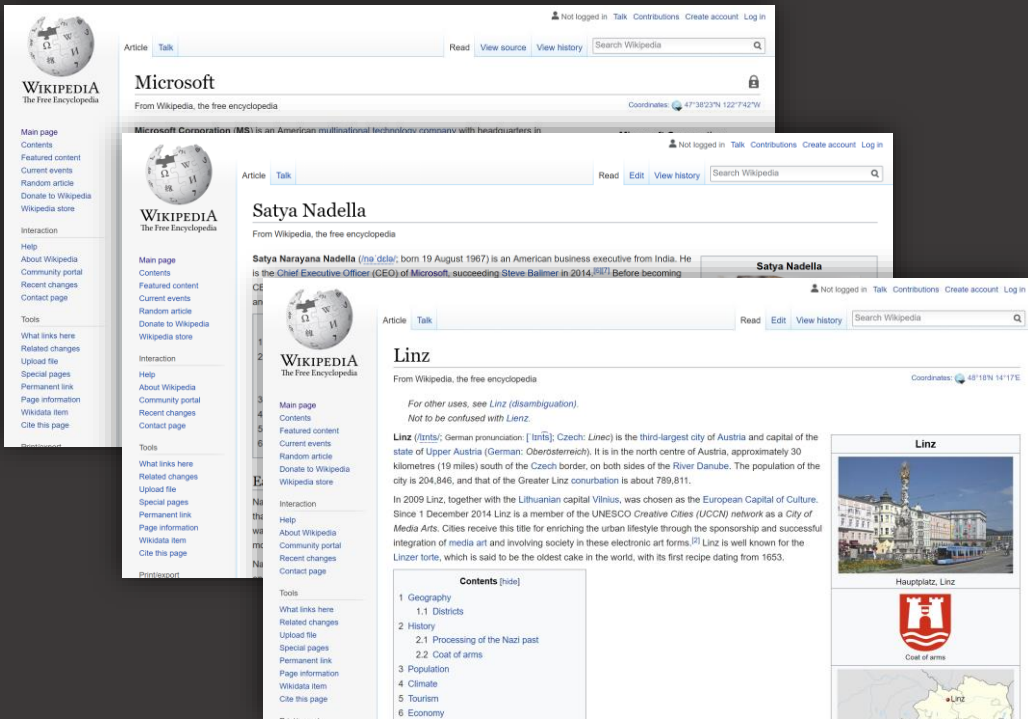 Not logged in Talk Contributions Create account Log in
Article Talk
Read View source View history Search Wikipedia
WIKIPEDIA
The Free Encyclopedia
Microsoft
From Wikipedia, the free encyclopedia
Coordinates: 47°38'23"N 122°7'42"W
Microsoft Corporation (MS) is an American multinational technology company with headquarters in
Main page
Contents
Featured content
Current events
Random article
Donate to Wikipedia
Wikipedia store
Interaction
Help
About Wikipedia
Community portal
Recent changes
Contact page
Tools
What links here
Related changes
Upload file
Special pages
Permanent link
Page information
Wikidata item
Cite this page
Print/export
Not logged in Talk Contributions Create account Log in
Article Talk
Read Edit View history Search Wikipedia
WIKIPEDIA
The Free Encyclopedia
Satya Nadella
From Wikipedia, the free encyclopedia
Satya Narayana Nadella (/nəˈdɛlə/; born 19 August 1967) is an American business executive from India. He
is the Chief Executive Officer (CEO) of Microsoft, succeeding Steve Ballmer in 2014.[6][7] Before becoming
Satya Nadella
Main page
Contents
Featured content
Current events
Random article
Donate to Wikipedia
Wikipedia store
Interaction
Help
About Wikipedia
Community portal
Recent changes
Contact page
Tools
What links here
Related changes
Upload file
Special pages
Permanent link
Page information
Wikidata item
Cite this page
Print/export
Not logged in Talk Contributions Create account Log in
Article Talk
Read Edit View history Search Wikipedia
WIKIPEDIA
The Free Encyclopedia
Linz
From Wikipedia, the free encyclopedia
Coordinates: 48°18'N 14°17'E
For other uses, see Linz (disambiguation).
Not to be confused with Lienz.
Linz (/lɪnts/; German pronunciation: [ˈlɪnts]; Czech: Linec) is the third-largest city of Austria and capital of the
state of Upper Austria (German: Oberösterreich). It is in the north centre of Austria, approximately 30
kilometres (19 miles) south of the Czech border, on both sides of the River Danube. The population of the
city is 204,846, and that of the Greater Linz conurbation is about 789,811.
In 2009 Linz, together with the Lithuanian capital Vilnius, was chosen as the European Capital of Culture.
Since 1 December 2014 Linz is a member of the UNESCO Creative Cities (UCCN) network as a City of
Media Arts. Cities receive this title for enriching the urban lifestyle through the sponsorship and successful
integration of media art and involving society in these electronic art forms.[2] Linz is well known for the
Linzer torte, which is said to be the oldest cake in the world, with its first recipe dating from 1653.
Contents [hide]
1 Geography
1.1 Districts
2 History
2.1 Processing of the Nazi past
2.2 Coat of arms
3 Population
4 Climate
5 Tourism
6 Economy
Linz
Hauptplatz, Linz
Coat of arms
Linz
Main page
Contents
Featured content
Current events
Random article
Donate to Wikipedia
Wikipedia store
Interaction
Help
About Wikipedia
Community portal
Recent changes
Contact page
Tools
What links here
Related changes
Upload file
Special pages
Permanent link
Page information
Wikidata item
Cite this page